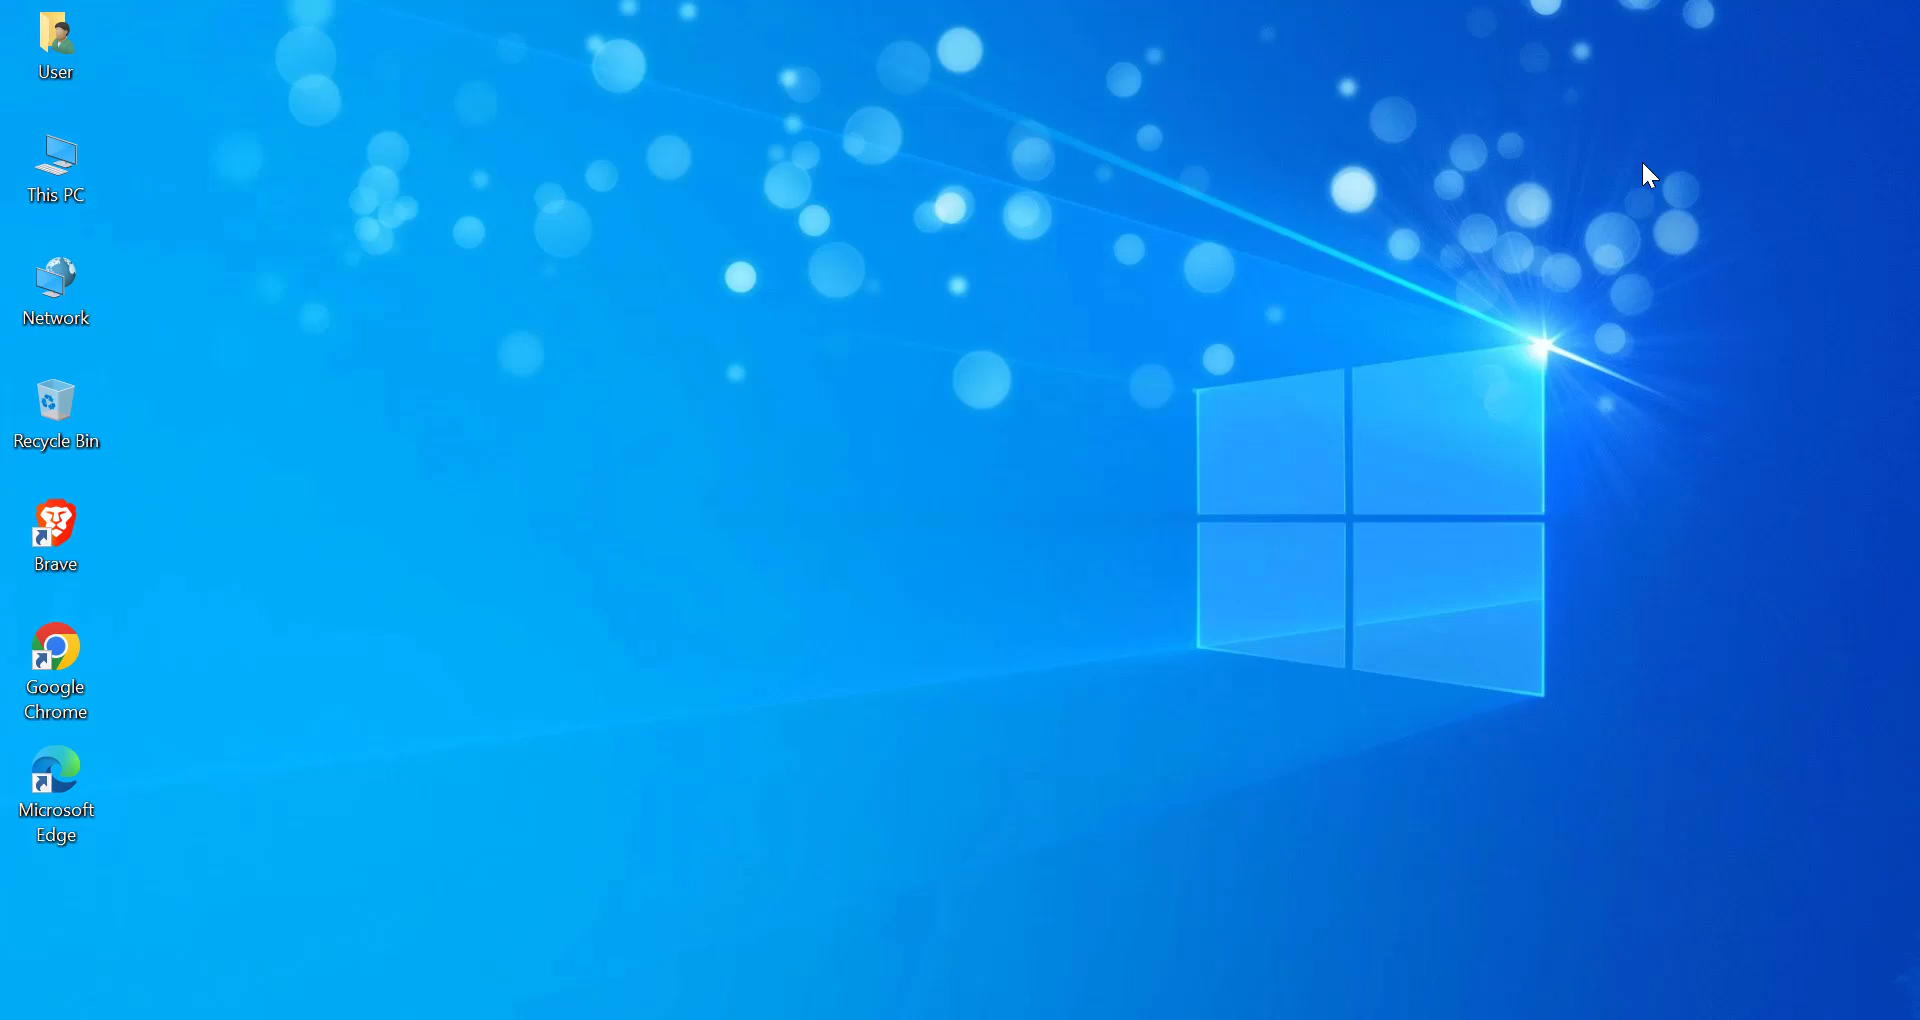 User
This PC
Network
Recycle Bin
Brave
Google
Chrome
Microsoft
Edge